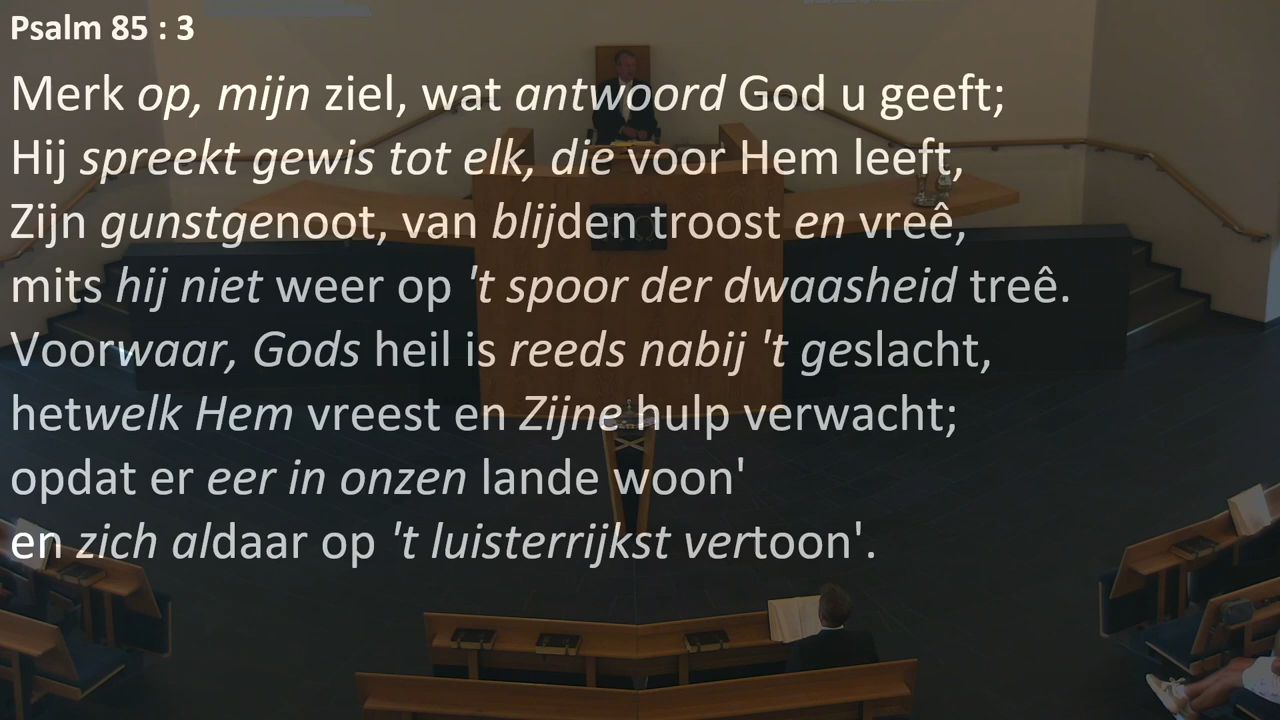 Psalm 85 : 3
Merk op, mijn ziel, wat antwoord God u geeft;
Hij spreekt gewis tot elk, die voor Hem leeft,
Zijn gunstgenoot, van blijden troost en vreê,
mits hij niet weer op 't spoor der dwaasheid treê.
Voorwaar, Gods heil is reeds nabij 't geslacht,
hetwelk Hem vreest en Zijne hulp verwacht;
opdat er eer in onzen lande woon'
en zich aldaar op 't luisterrijkst vertoon'.